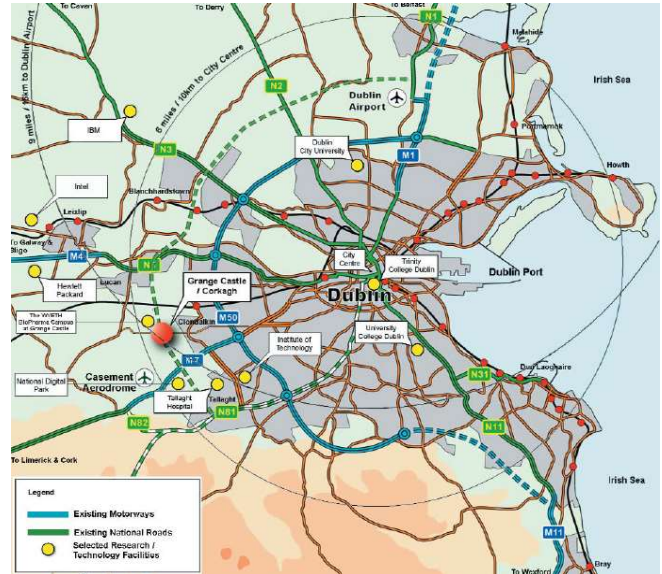 To Cavan
To Derry
To Belfast
N1
Malahide
Irish Sea
9 miles / 15km to Dublin Airport
6 miles / 10km to City Centre
N2
Dublin
Airport
IBM
N3
Dublin
City University
M1
Portmarnock
Howth
Intel
Blanchardstown
Leixlip
To Galway &
Sligo
M4
N4
City
Centre
Trinity
College Dublin
Dublin Port
Hewlett
Packard
Lucan
Grange Castle
/ Corkagh
Dublin
The WYETH
BioPharma Campus
at Grange Castle
Clondalkin
M50
Institute of
Technology
University
College Dublin
Dun Laoghaire
N7
National Digital
Park
Casement
Aerodrome
Tallaght
Hospital
Tallaght
N31
N82
N81
N11
To Limerick & Cork
Irish Sea
Legend
Existing Motorways
Existing National Roads
Selected Research /
Technology Facilities
M11
To Wexford
Bray